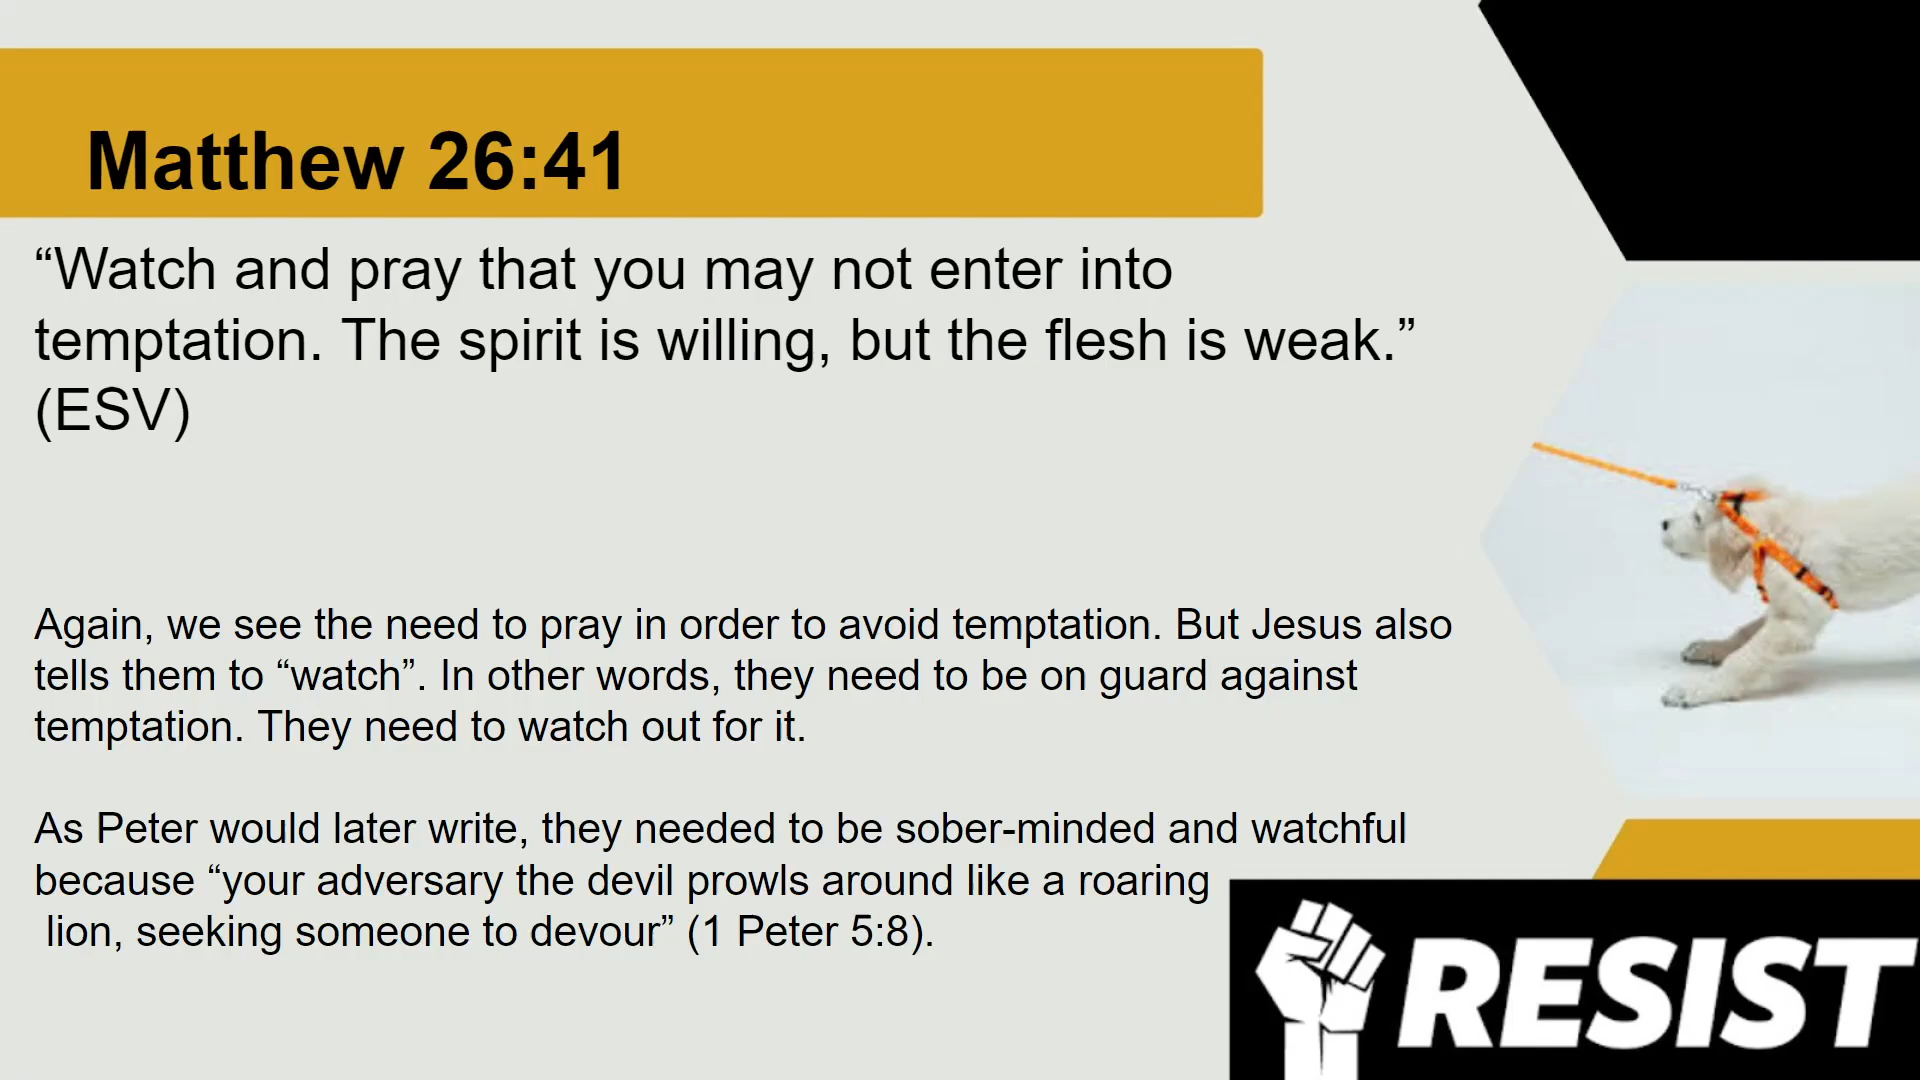 Matthew 26:41
“Watch and pray that you may not enter into
temptation. The spirit is willing, but the flesh is weak.”
(ESV)
Again, we see the need to pray in order to avoid temptation. But Jesus also
tells them to “watch”. In other words, they need to be on guard against
temptation. They need to watch out for it.
As Peter would later write, they needed to be sober-minded and watchful
because “your adversary the devil prowls around like a roaring
lion, seeking someone to devour” (1 Peter 5:8).
RESIST